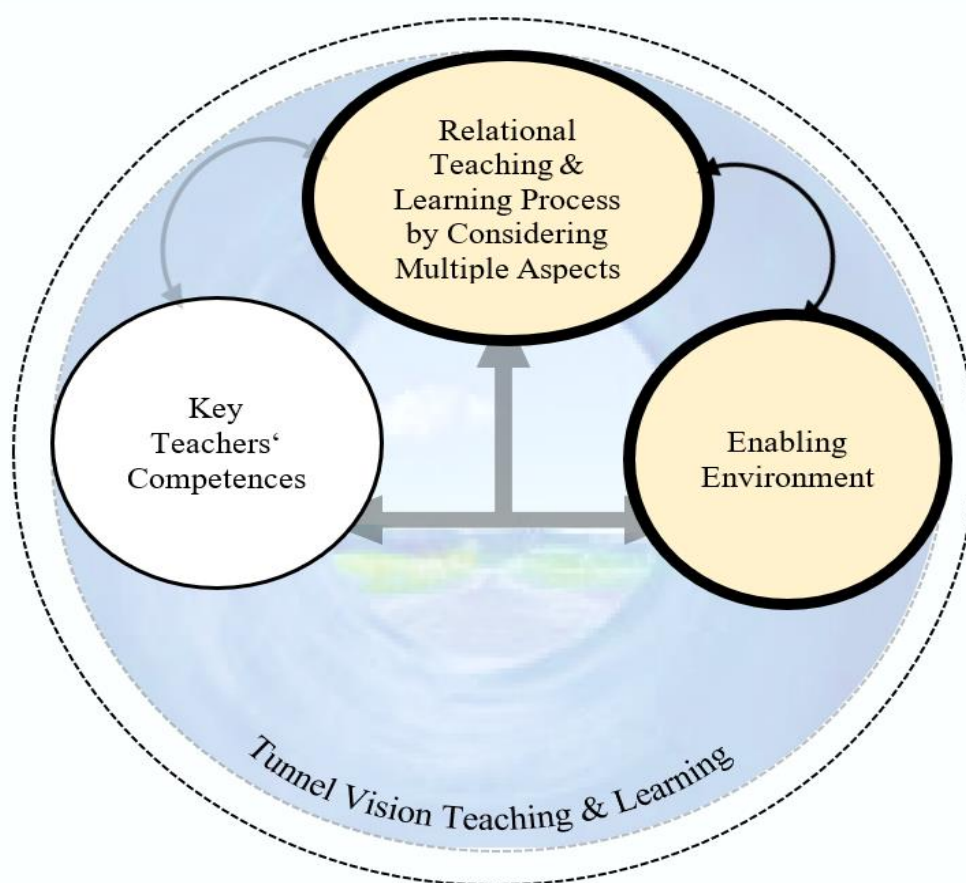 Relational
Teaching &
Learning Process
by Considering
Multiple Aspects
Key
Teachers‘
Competences
Enabling
Environment
Tunnel Vision Teaching & Learning